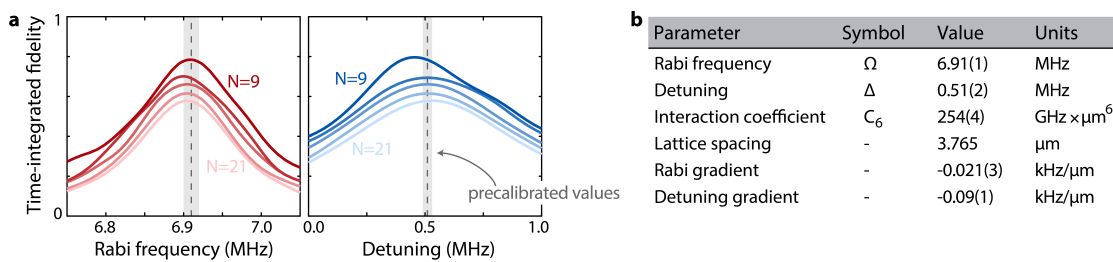 a
1
0
Time-integrated fidelity
N=9
N=21
6.8 6.9 7.0
Rabi frequency (MHz)
N=9
N=21
precalibrated values
0.0 0.5 1.0
Detuning (MHz)
b
Parameter Symbol Value Units
Rabi frequency Ω 6.91(1) MHz
Detuning Δ 0.51(2) MHz
Interaction coefficient C6 254(4) GHz×μm6
Lattice spacing - 3.765 μm
Rabi gradient - -0.021(3) kHz/μm
Detuning gradient - -0.09(1) kHz/μm